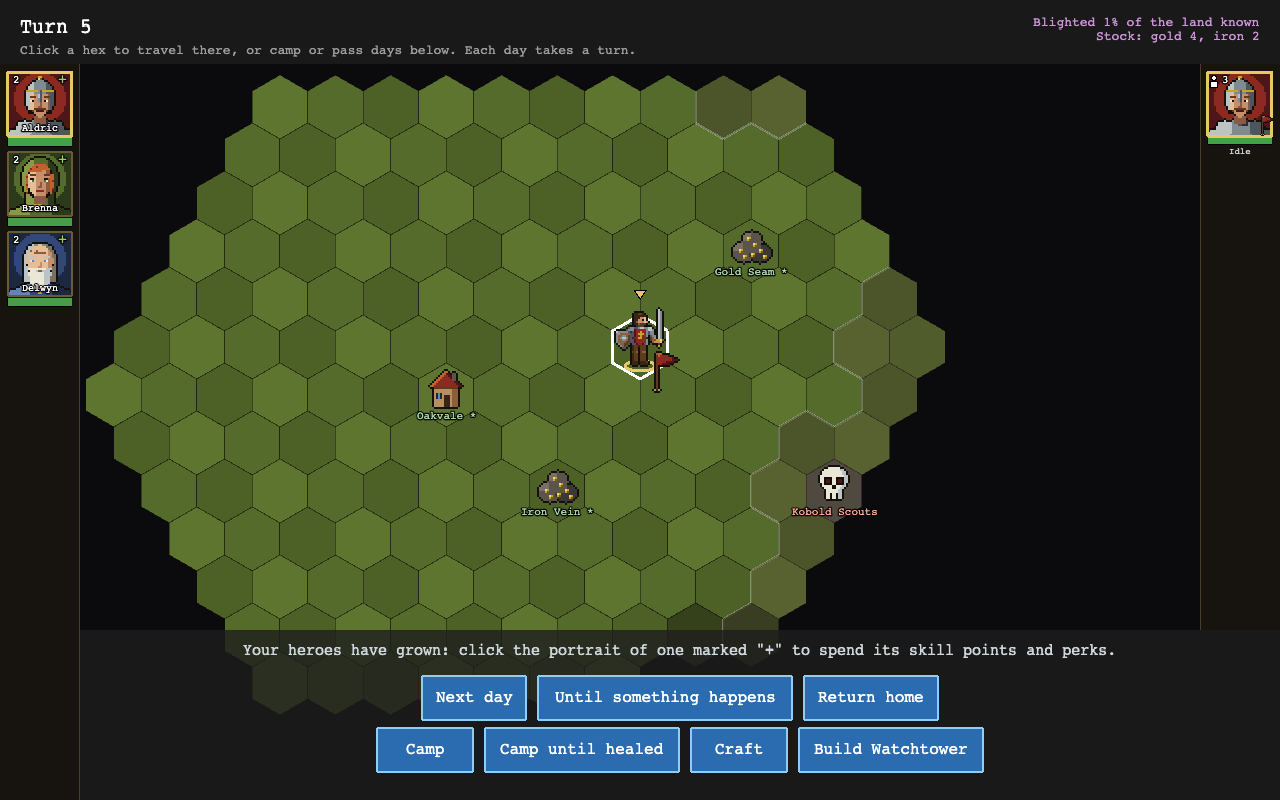 Turn 5
Click a hex to travel there, or camp or pass days below. Each day takes a turn.
Blighted 1% of the land known
Stock: gold 4, iron 2
2 +
Aldric
2 +
Brenna
2 +
Delwyn
3
Idle
Gold Seam *
Oakvale *
Iron Vein *
Kobold Scouts
Your heroes have grown: click the portrait of one marked "+" to spend its skill points and perks.
Next day
Until something happens
Return home
Camp
Camp until healed
Craft
Build Watchtower